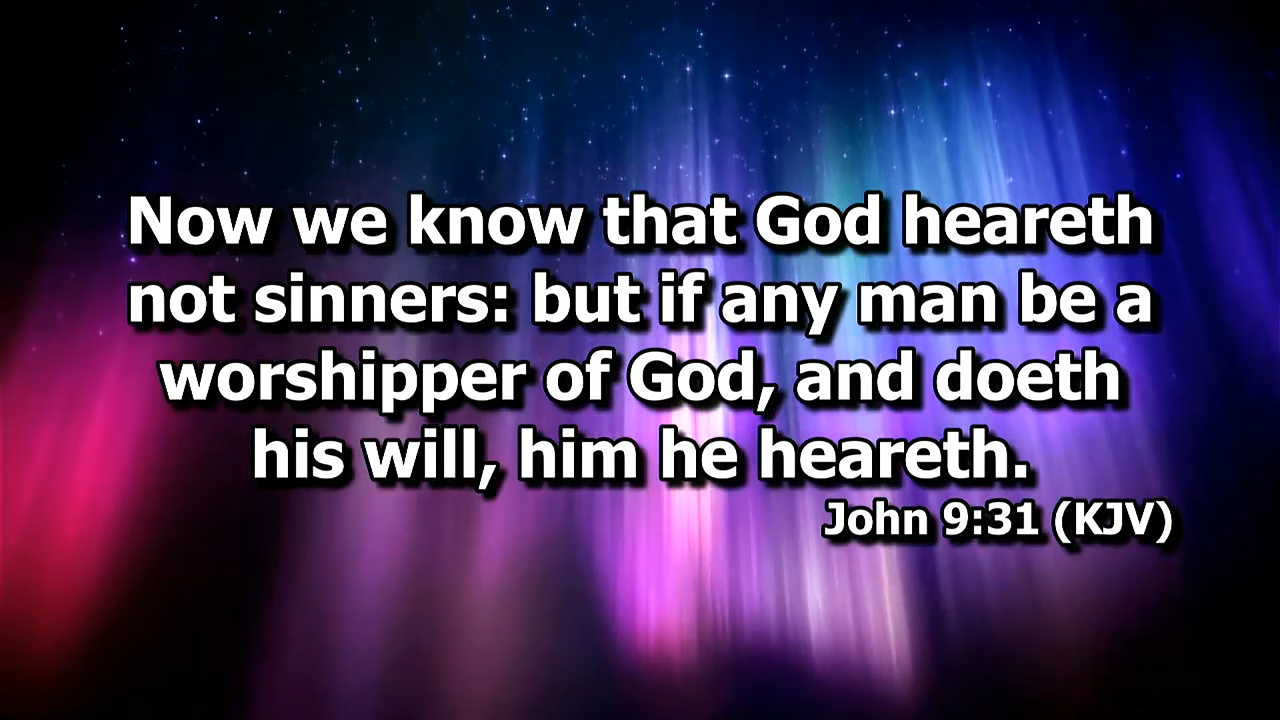 Now we know that God heareth
not sinners: but if any man be a
worshipper of God, and doeth
his will, him he heareth.
John 9:31 (KJV)